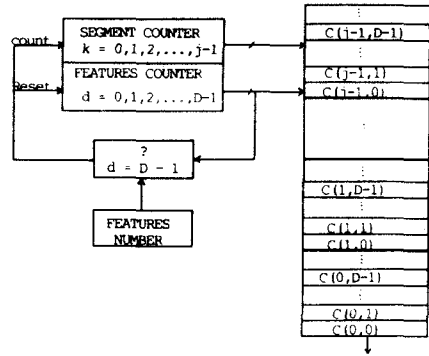 count
SEGMENT COUNTER
k = 0,1,2,...,j-1
Reset
FEATURES COUNTER
d = 0,1,2,...,D-1
?
d = D - 1
FEATURES
NUMBER
C(j-1,D-1)
C(j-1,1)
C(j-1,0)
C(1,D-1)
C(1,1)
C(1,0)
C(0,D-1)
C(0,1)
C(0,0)